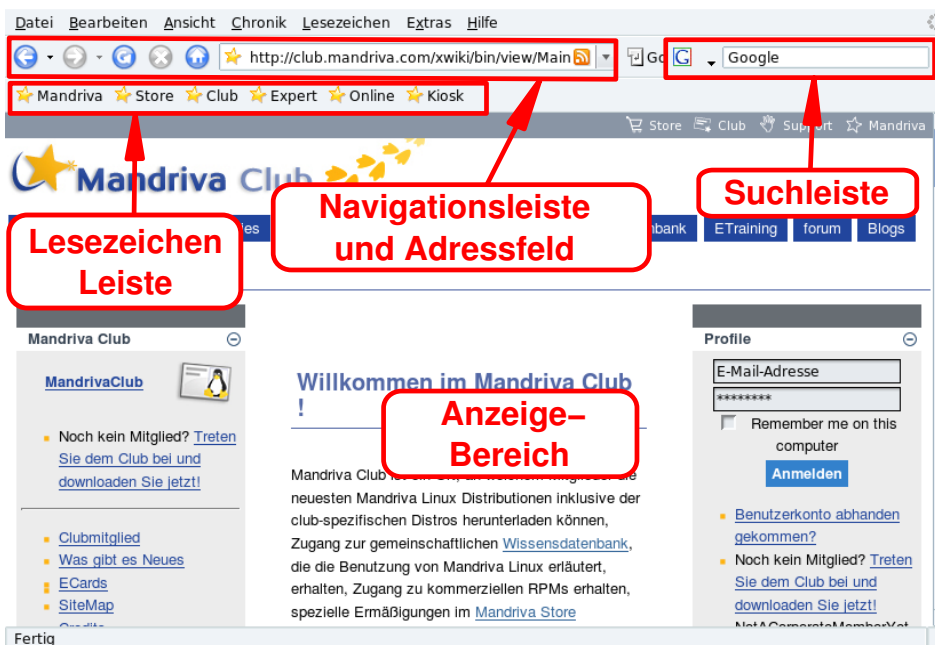 Datei Bearbeiten Ansicht Chronik Lesezeichen Extras Hilfe
http://club.mandriva.com/xwiki/bin/view/Main
G Google
Mandriva Store Club Expert Online Kiosk
Store Club Support Mandriva
Mandriva Club
Navigationsleiste
und Adressfeld
Suchleiste
Lesezeichen
Leiste
ETraining forum Blogs
Mandriva Club
MandrivaClub
Noch kein Mitglied? Treten
Sie dem Club bei und
downloaden Sie jetzt!
Clubmitglied
Was gibt es Neues
ECards
SiteMap
Willkommen im Mandriva Club
!
Anzeige–
Bereich
Mandriva Club
neuesten Mandriva Linux Distributionen inklusive der
club-spezifischen Distros herunterladen können,
Zugang zur gemeinschaftlichen Wissensdatenbank,
die die Benutzung von Mandriva Linux erläutert,
erhalten, Zugang zu kommerziellen RPMs erhalten,
spezielle Ermäßigungen im Mandriva Store
Profile
E-Mail-Adresse
********
Remember me on this
computer
Anmelden
Benutzerkonto abhanden
gekommen?
Noch kein Mitglied? Treten
Sie dem Club bei und
downloaden Sie jetzt!
Fertig